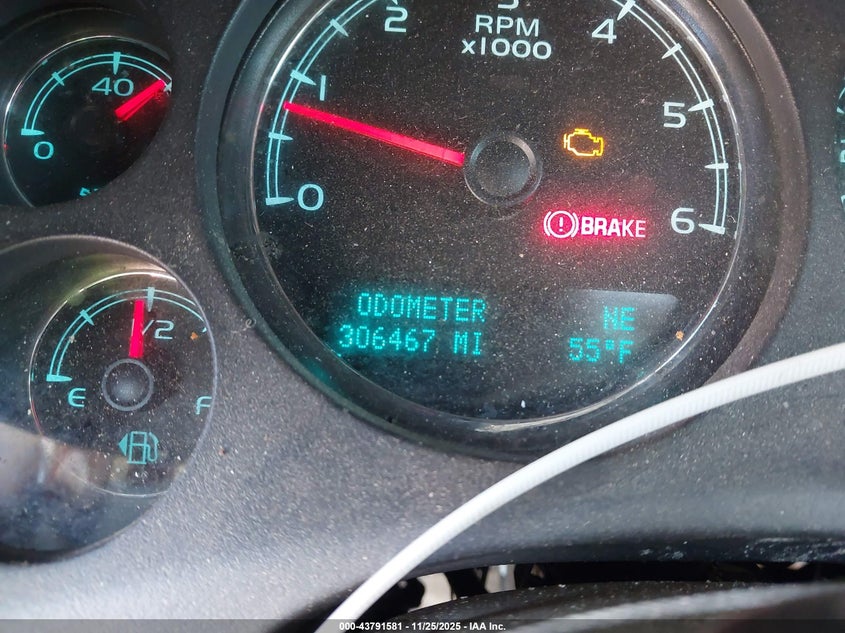 2 3 4
RPM
x1000
40
1
5
0
0
BRAKE 6
ODOMETER NE
306467 MI 55°F
1/2
E F
000-43791581 - 11/25/2025 - IAA Inc.